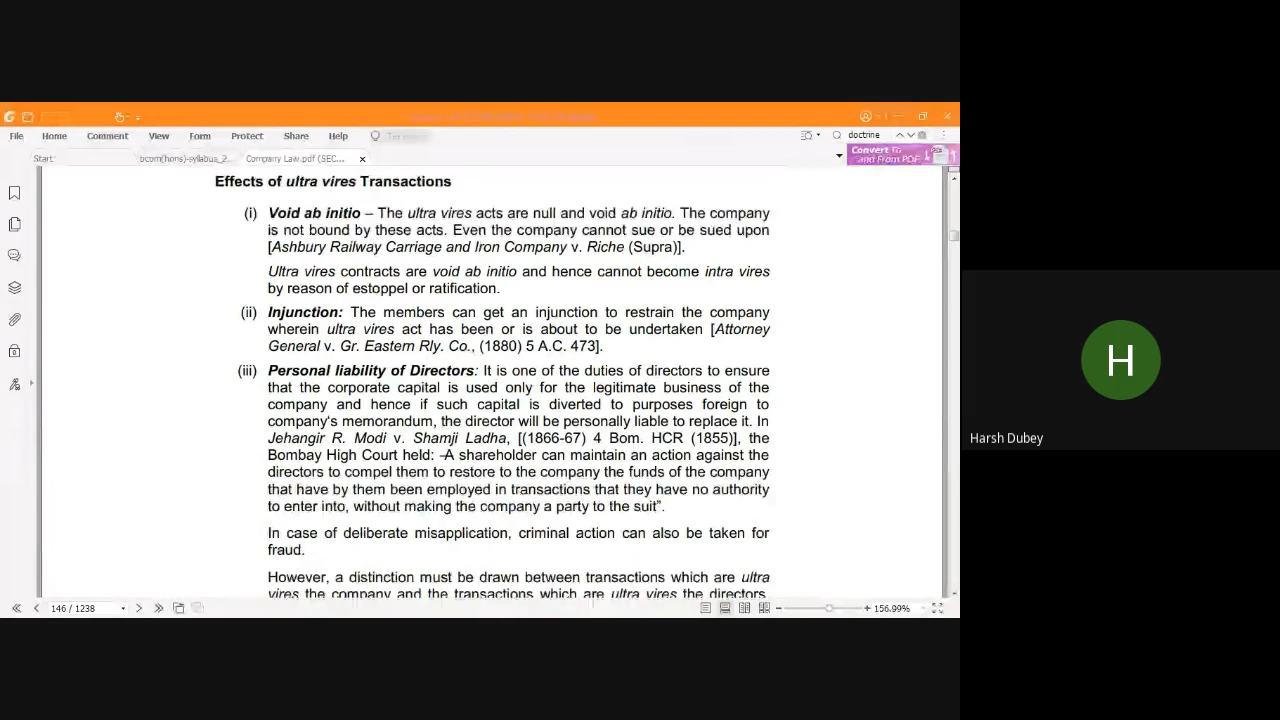 File Home Comment View Form Protect Share Help
doctrine
Convert To
and From PDF
Start
bcom(hons)-syllabus_2...
Company Law.pdf (SEC...
Effects of ultra vires Transactions
(i) Void ab initio – The ultra vires acts are null and void ab initio. The company
is not bound by these acts. Even the company cannot sue or be sued upon
[Ashbury Railway Carriage and Iron Company v. Riche (Supra)].
Ultra vires contracts are void ab initio and hence cannot become intra vires
by reason of estoppel or ratification.
(ii) Injunction: The members can get an injunction to restrain the company
wherein ultra vires act has been or is about to be undertaken [Attorney
General v. Gr. Eastern Rly. Co., (1880) 5 A.C. 473].
(iii) Personal liability of Directors: It is one of the duties of directors to ensure
that the corporate capital is used only for the legitimate business of the
company and hence if such capital is diverted to purposes foreign to
company‘s memorandum, the director will be personally liable to replace it. In
Jehangir R. Modi v. Shamji Ladha, [(1866-67) 4 Bom. HCR (1855)], the
Bombay High Court held: ―A shareholder can maintain an action against the
directors to compel them to restore to the company the funds of the company
that have by them been employed in transactions that they have no authority
to enter into, without making the company a party to the suit”.
In case of deliberate misapplication, criminal action can also be taken for
fraud.
However, a distinction must be drawn between transactions which are ultra
vires the company and the transactions which are ultra vires the directors.
146 / 1238
156.99%
H
Harsh Dubey